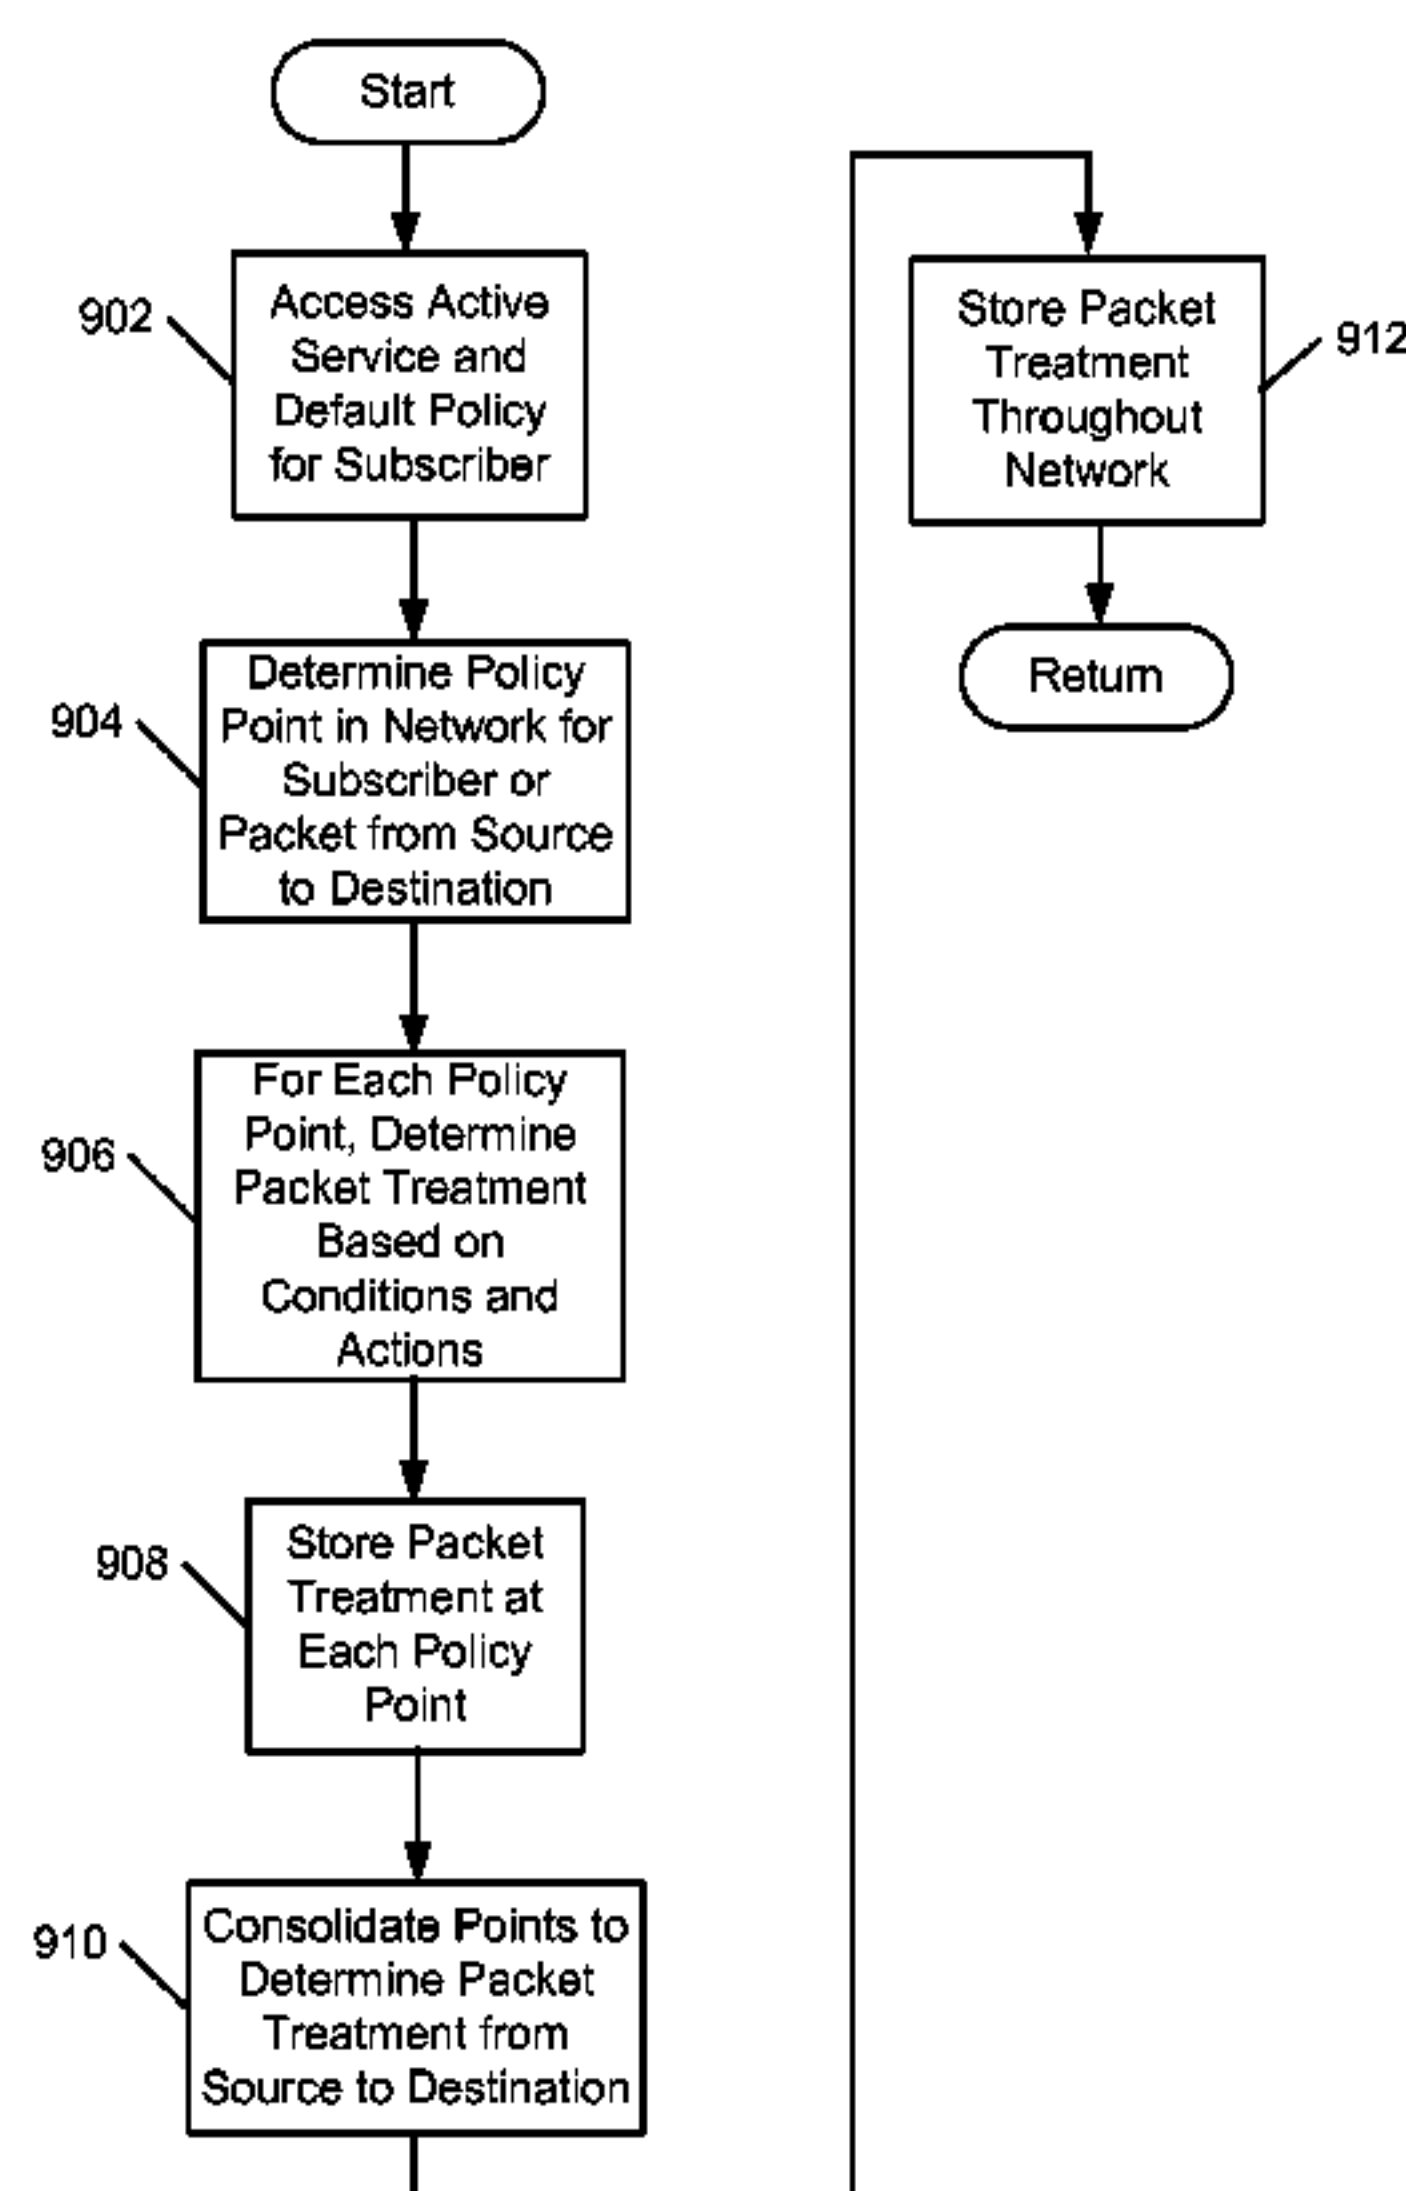 Start
902
Access Active
Service and
Default Policy
for Subscriber
904
Determine Policy
Point in Network for
Subscriber or
Packet from Source
to Destination
906
For Each Policy
Point, Determine
Packet Treatment
Based on
Conditions and
Actions
908
Store Packet
Treatment at
Each Policy
Point
910
Consolidate Points to
Determine Packet
Treatment from
Source to Destination
Store Packet
Treatment
Throughout
Network
912
Return